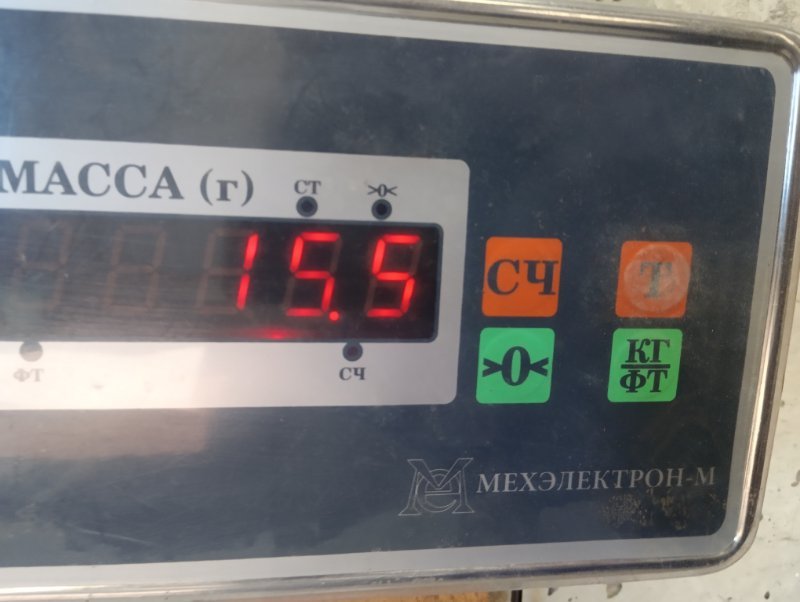 МАССА (г)
СТ
>0<
15.5
СЧ
Т
ФТ
СЧ
>0<
КГ
ФТ
МЕХЭЛЕКТРОН-М